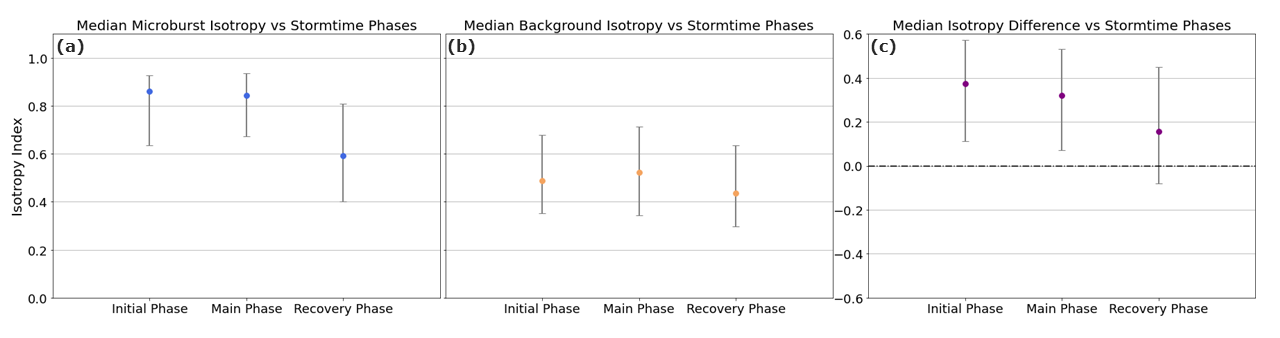 Median Microburst Isotropy vs Stormtime Phases
(a)
Isotropy Index
1.0
0.8
0.6
0.4
0.2
0.0
Initial Phase Main Phase Recovery Phase
Median Background Isotropy vs Stormtime Phases
(b)
Initial Phase Main Phase Recovery Phase
Median Isotropy Difference vs Stormtime Phases
(c)
0.6
0.4
0.2
0.0
−0.2
−0.4
−0.6
Initial Phase Main Phase Recovery Phase